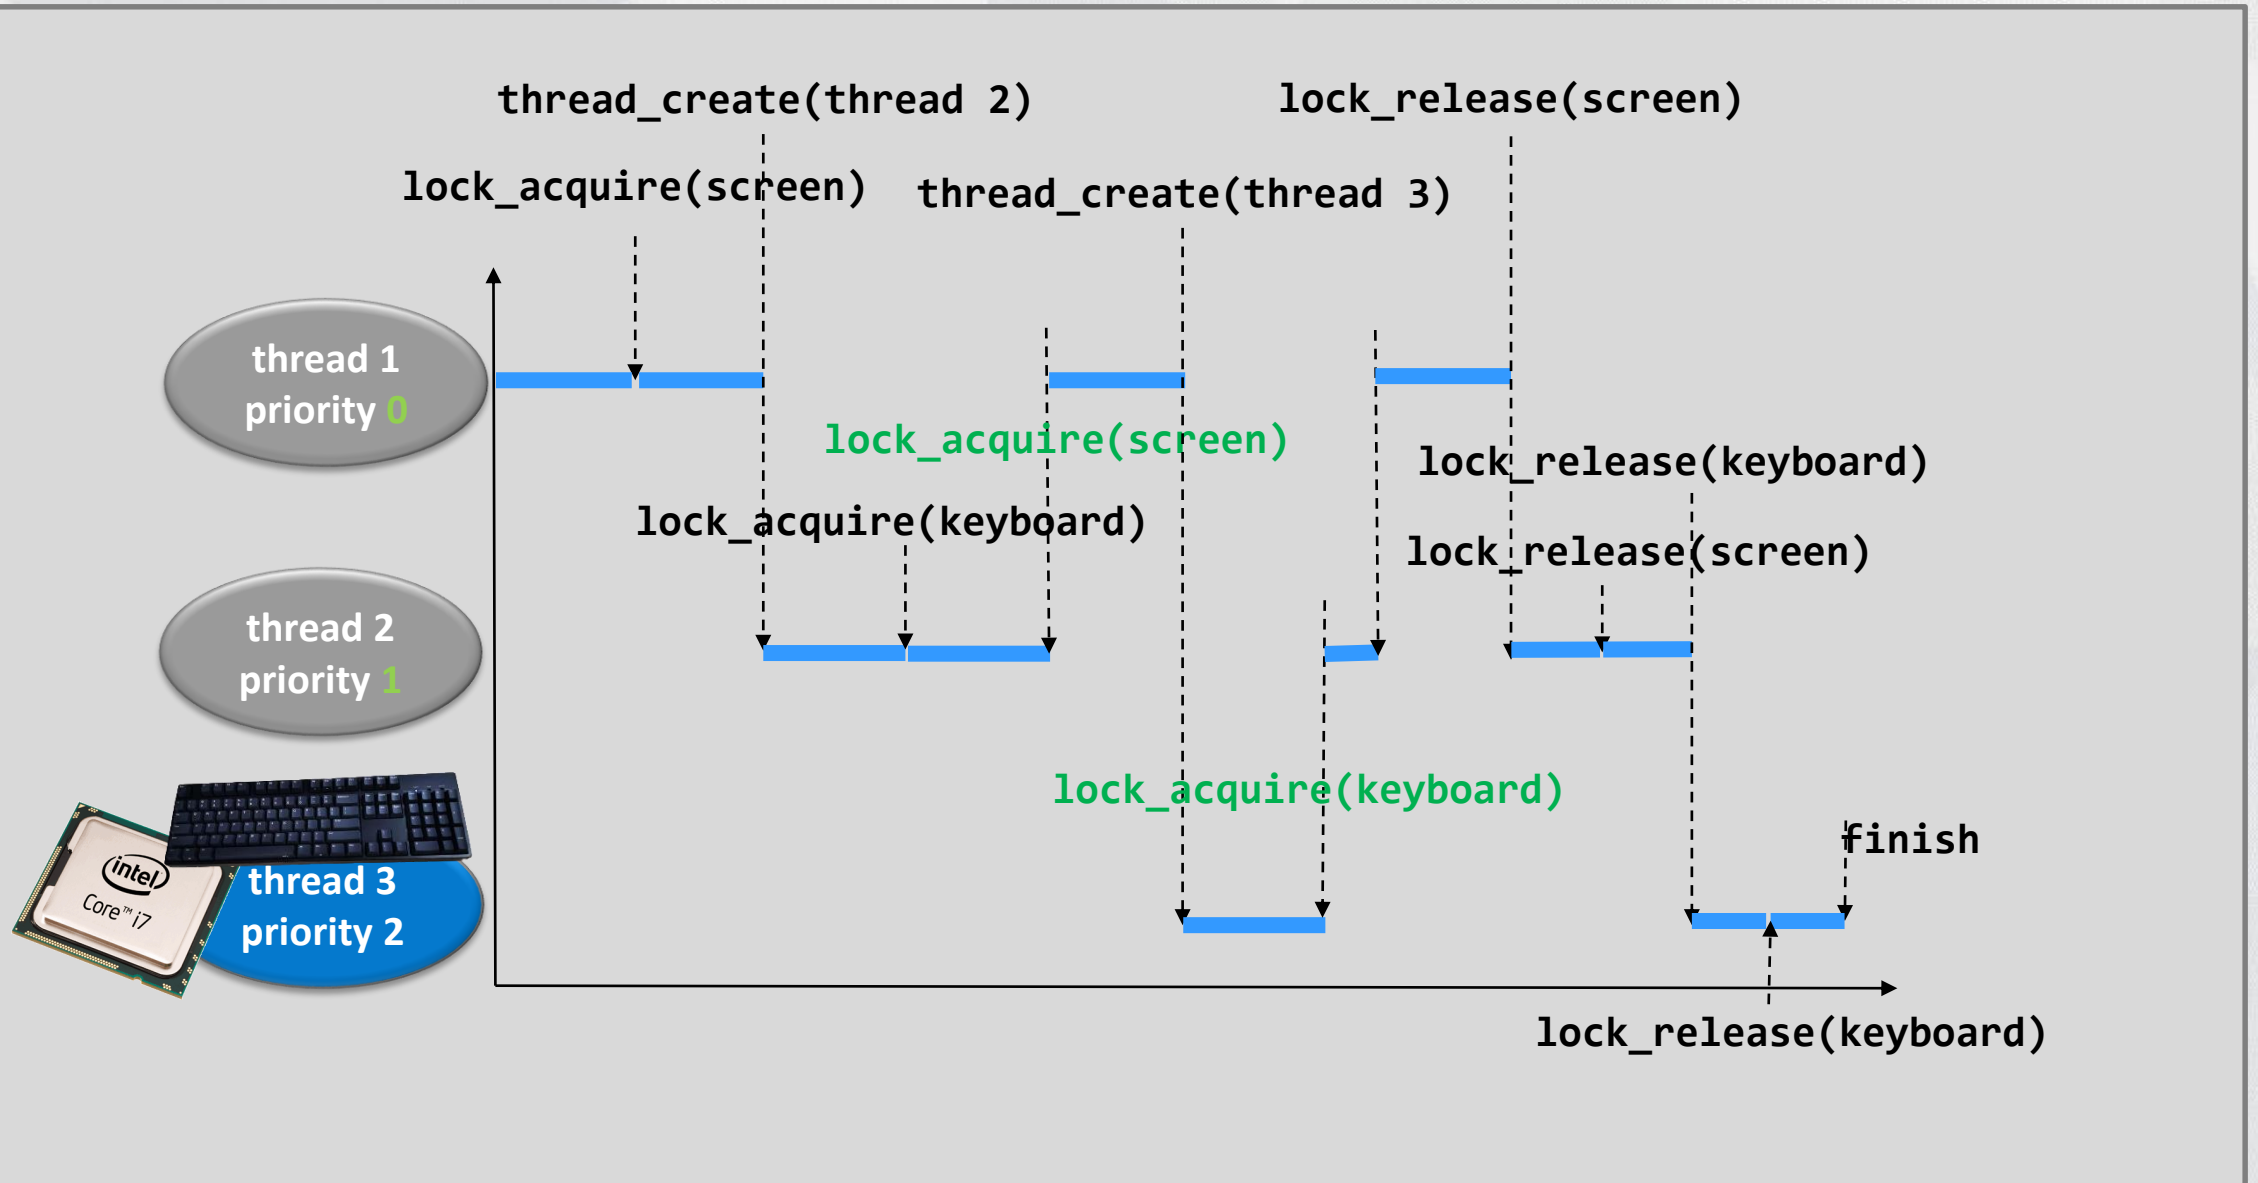 thread_create(thread 2)
lock_release(screen)
lock_acquire(screen)
thread_create(thread 3)
thread 1
priority 0
lock_acquire(screen)
lock_release(keyboard)
lock_acquire(keyboard)
lock_release(screen)
thread 2
priority 1
lock_acquire(keyboard)
finish
intel
Core™ i7
thread 3
priority 2
lock_release(keyboard)